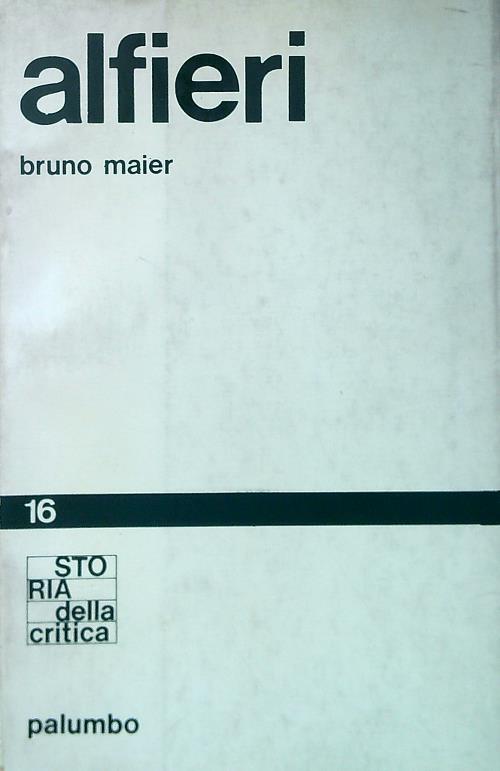 alfieri
bruno maier
16
STO
RIA
della
critica
palumbo